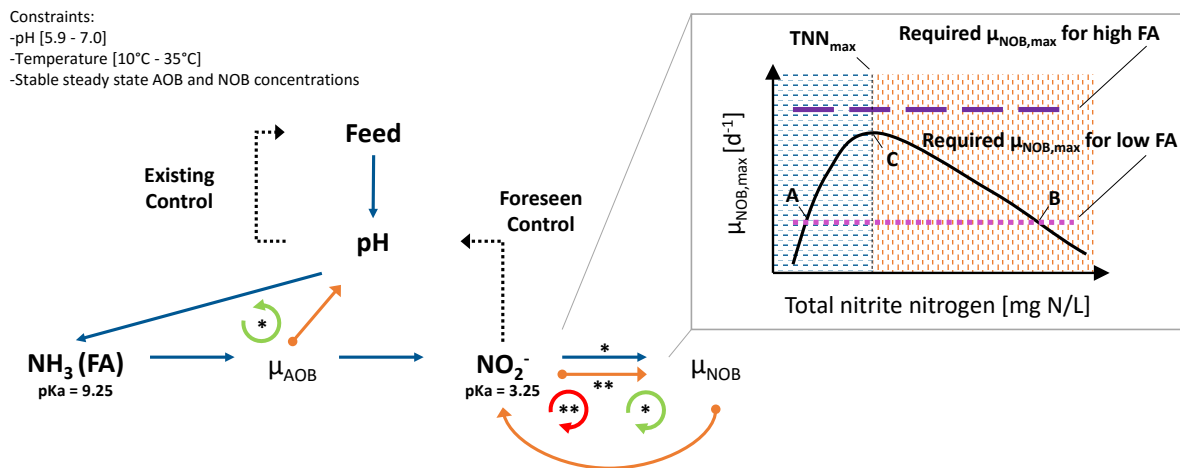 Constraints:
-pH [5.9 - 7.0]
-Temperature [10°C - 35°C]
-Stable steady state AOB and NOB concentrations
Feed
Existing
Control
pH
Foreseen
Control
*
NH₃ (FA)
pKa = 9.25
μAOB
NO₂⁻
pKa = 3.25
*
**
**
*
μNOB
TNNmax
Required μNOB,max for high FA
Required μNOB,max for low FA
μNOB,max [d⁻¹]
A
C
B
Total nitrite nitrogen [mg N/L]